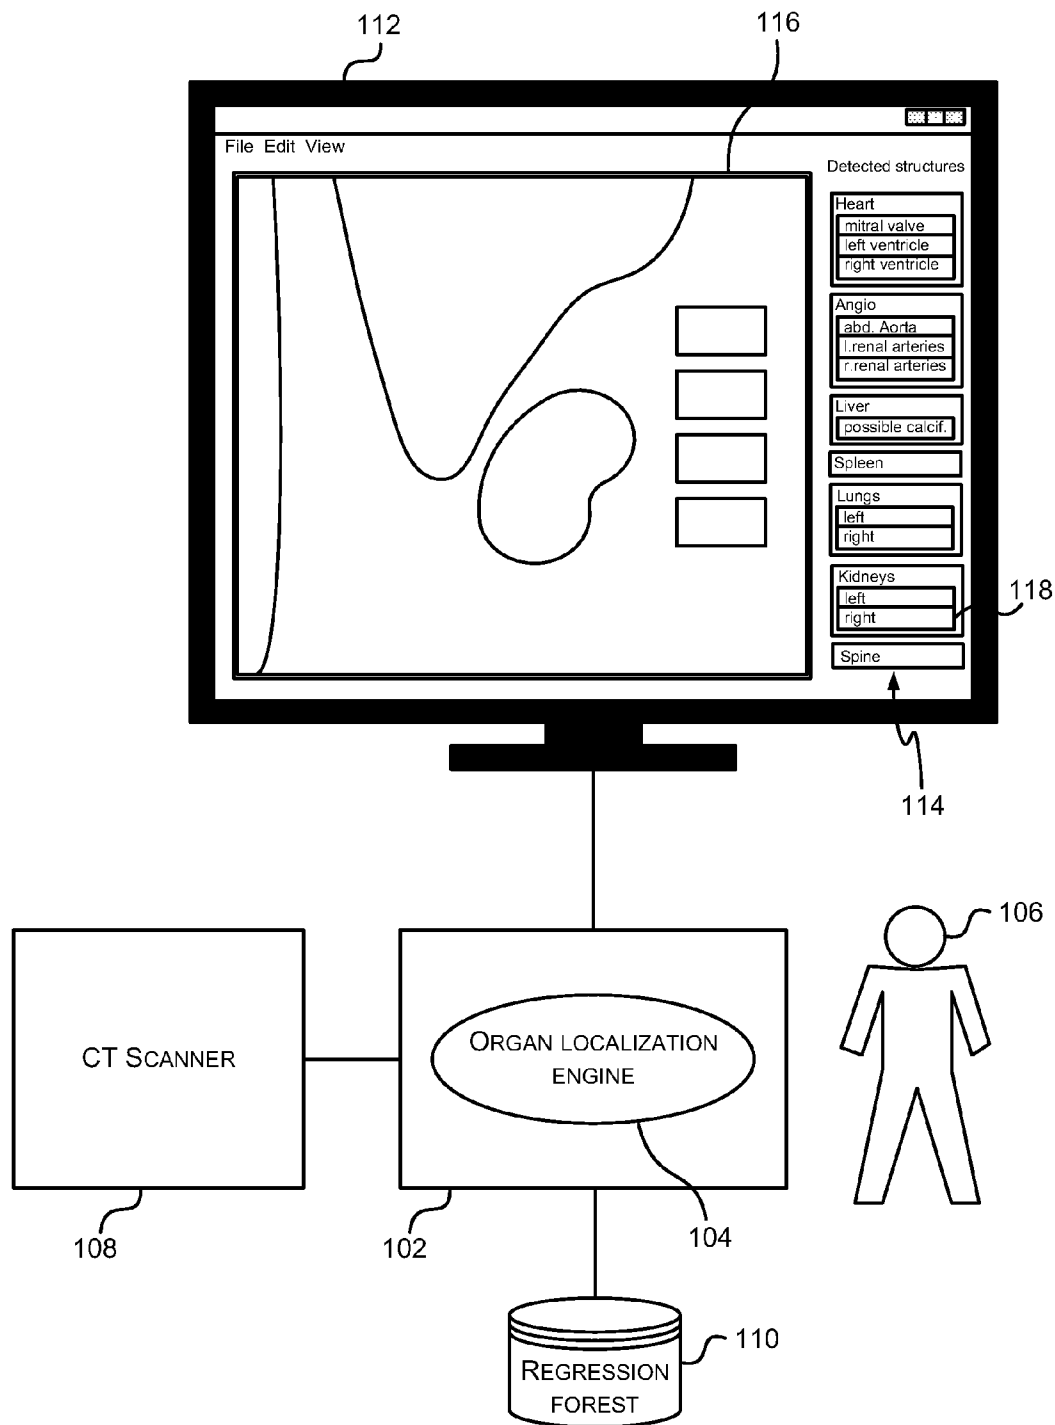 112
116
File Edit View
Detected structures
Heart
mitral valve
left ventricle
right ventricle
Angio
abd. Aorta
l.renal arteries
r.renal arteries
Liver
possible calcif.
Spleen
Lungs
left
right
Kidneys
left
right
118
Spine
114
106
CT SCANNER
ORGAN LOCALIZATION
ENGINE
108
102
104
110
REGRESSION
FOREST